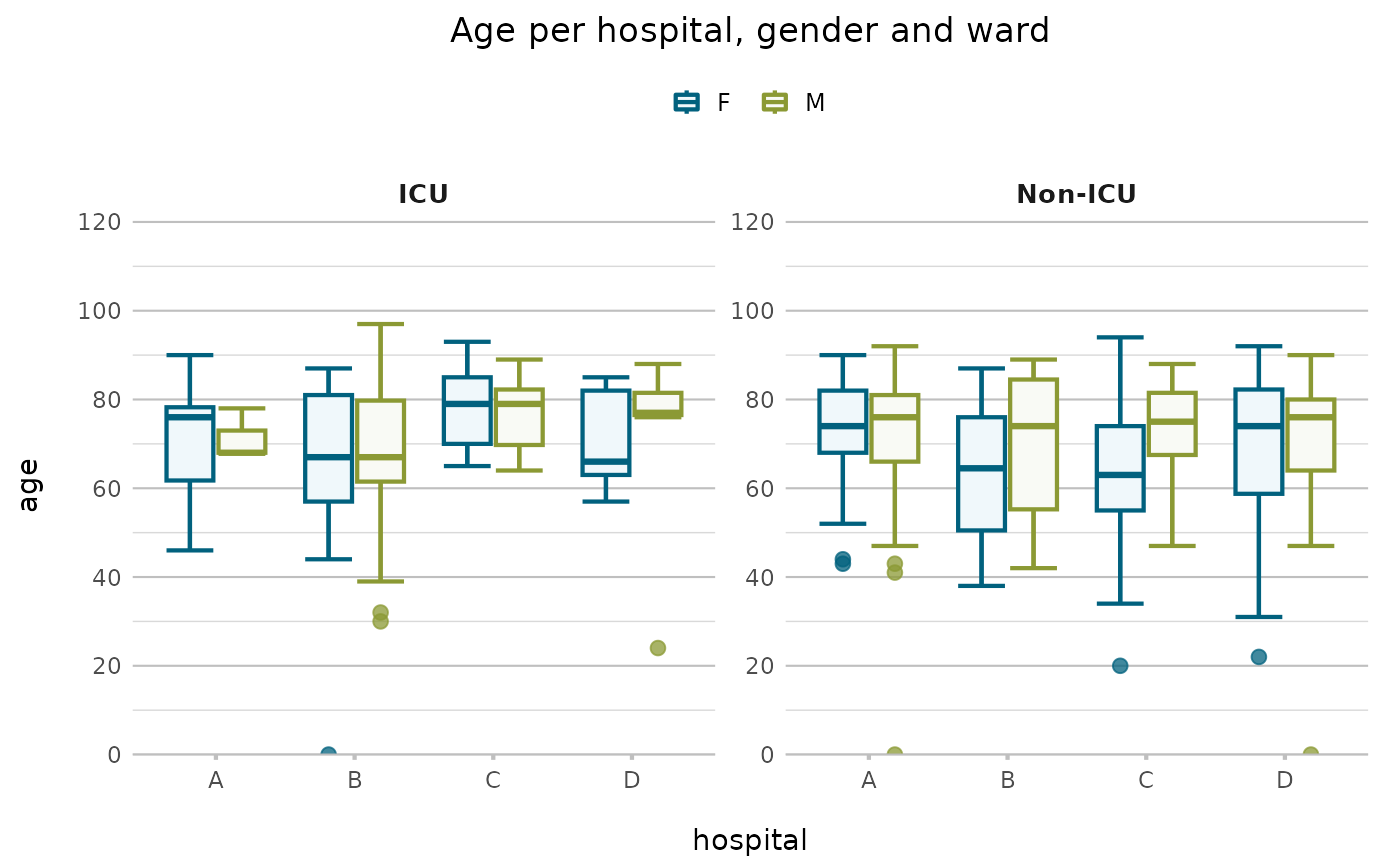 Age per hospital, gender and ward
F M
ICU Non-ICU
120 120
100 100
80 80
60 60
40 40
20 20
0 0
age
A B C D A B C D
hospital